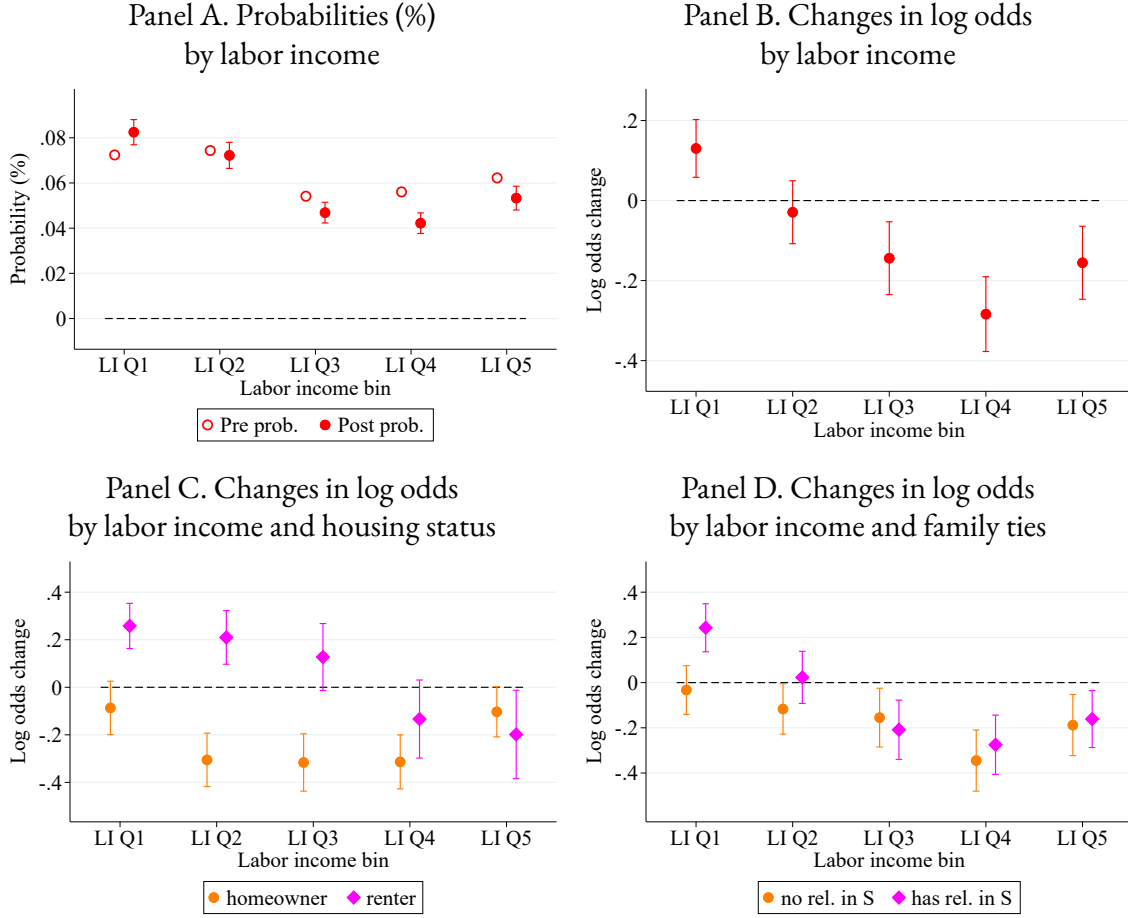 Panel A. Probabilities (%)
by labor income
Probability (%)
.08
.06
.04
.02
0
LI Q1 LI Q2 LI Q3 LI Q4 LI Q5
Labor income bin
Pre prob. Post prob.
Panel B. Changes in log odds
by labor income
Log odds change
.2
0
-.2
-.4
LI Q1 LI Q2 LI Q3 LI Q4 LI Q5
Labor income bin
Panel C. Changes in log odds
by labor income and housing status
Log odds change
.4
.2
0
-.2
-.4
LI Q1 LI Q2 LI Q3 LI Q4 LI Q5
Labor income bin
homeowner renter
Panel D. Changes in log odds
by labor income and family ties
Log odds change
.4
.2
0
-.2
-.4
LI Q1 LI Q2 LI Q3 LI Q4 LI Q5
Labor income bin
no rel. in S has rel. in S